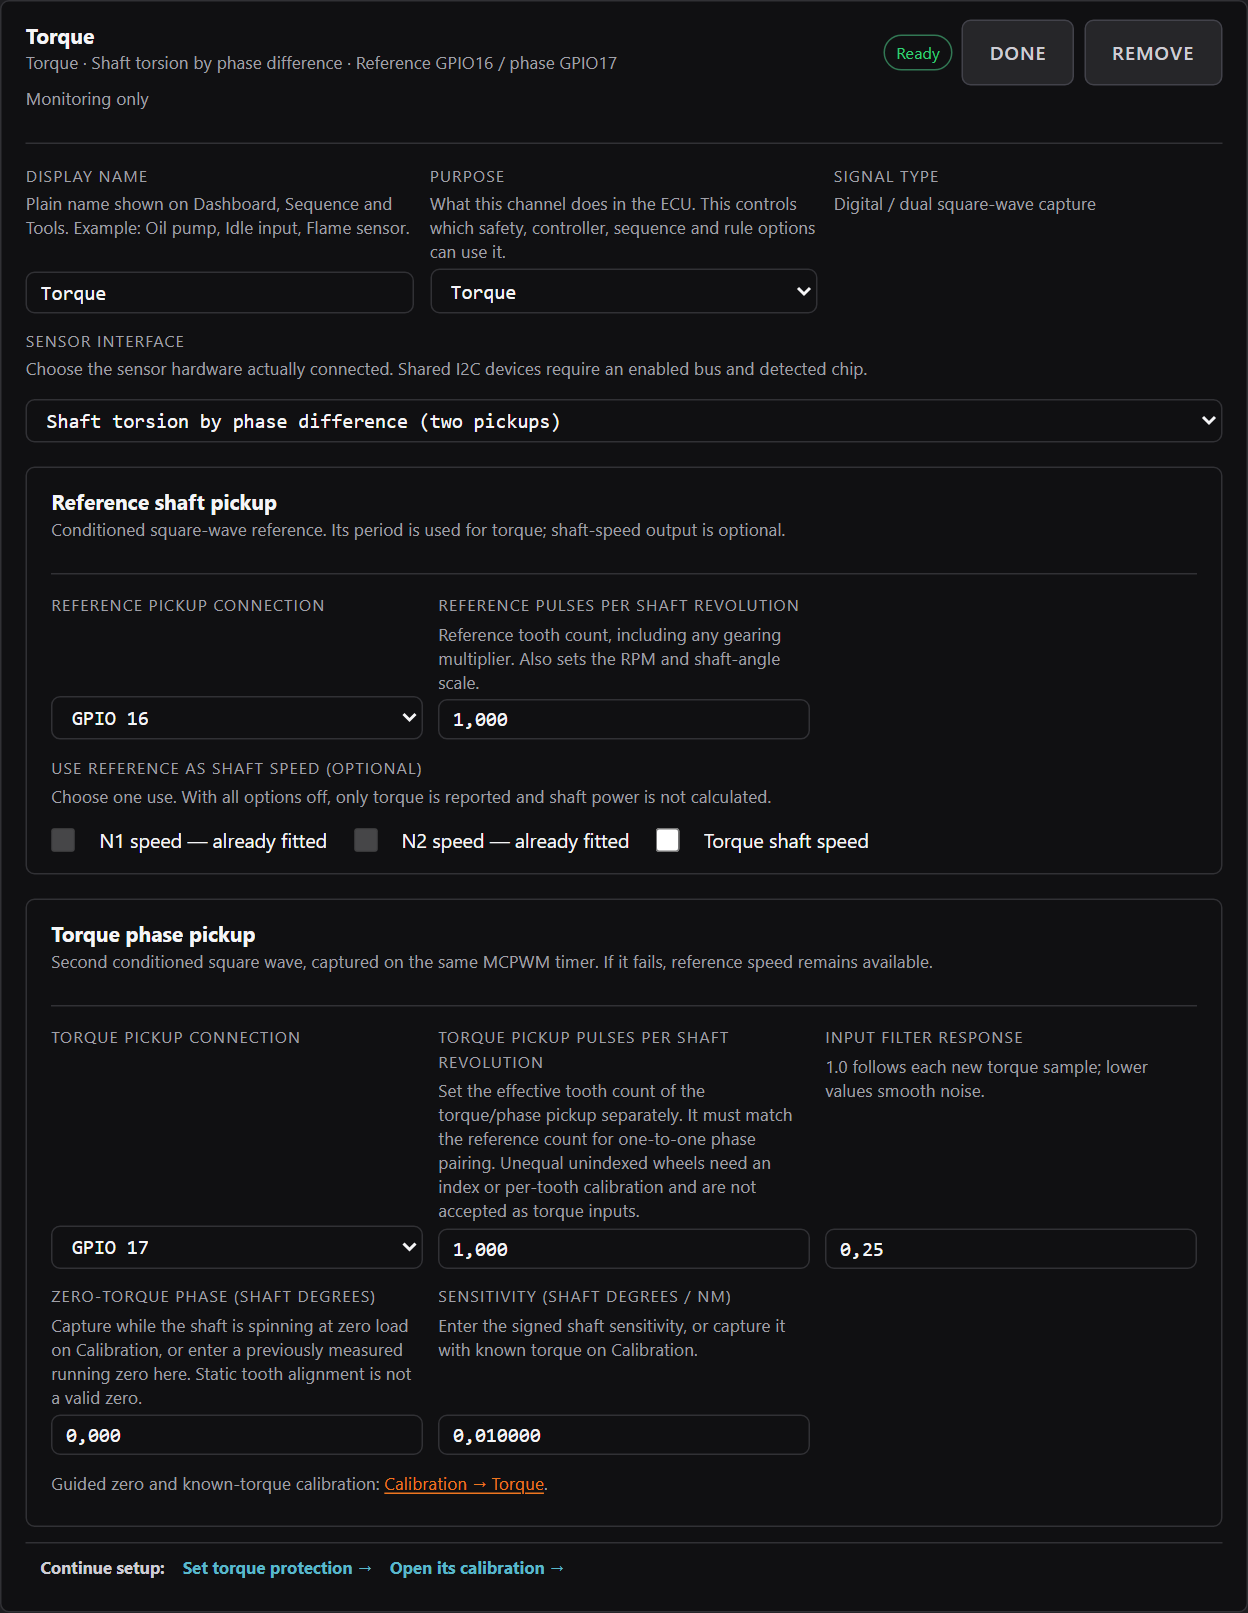 Torque
Torque · Shaft torsion by phase difference · Reference GPIO16 / phase GPIO17
Monitoring only
Ready
DONE
REMOVE
DISPLAY NAME
Plain name shown on Dashboard, Sequence and
Tools. Example: Oil pump, Idle input, Flame sensor.
Torque
PURPOSE
What this channel does in the ECU. This controls
which safety, controller, sequence and rule options
can use it.
Torque
SIGNAL TYPE
Digital / dual square-wave capture
SENSOR INTERFACE
Choose the sensor hardware actually connected. Shared I2C devices require an enabled bus and detected chip.
Shaft torsion by phase difference (two pickups)
Reference shaft pickup
Conditioned square-wave reference. Its period is used for torque; shaft-speed output is optional.
REFERENCE PICKUP CONNECTION
GPIO 16
REFERENCE PULSES PER SHAFT REVOLUTION
Reference tooth count, including any gearing
multiplier. Also sets the RPM and shaft-angle
scale.
1,000
USE REFERENCE AS SHAFT SPEED (OPTIONAL)
Choose one use. With all options off, only torque is reported and shaft power is not calculated.
N1 speed — already fitted
N2 speed — already fitted
Torque shaft speed
Torque phase pickup
Second conditioned square wave, captured on the same MCPWM timer. If it fails, reference speed remains available.
TORQUE PICKUP CONNECTION
GPIO 17
TORQUE PICKUP PULSES PER SHAFT
REVOLUTION
Set the effective tooth count of the
torque/phase pickup separately. It must match
the reference count for one-to-one phase
pairing. Unequal unindexed wheels need an
index or per-tooth calibration and are not
accepted as torque inputs.
1,000
INPUT FILTER RESPONSE
1.0 follows each new torque sample; lower
values smooth noise.
0,25
ZERO-TORQUE PHASE (SHAFT DEGREES)
Capture while the shaft is spinning at zero load
on Calibration, or enter a previously measured
running zero here. Static tooth alignment is not
a valid zero.
0,000
SENSITIVITY (SHAFT DEGREES / NM)
Enter the signed shaft sensitivity, or capture it
with known torque on Calibration.
0,010000
Guided zero and known-torque calibration: Calibration → Torque.
Continue setup: Set torque protection → Open its calibration →